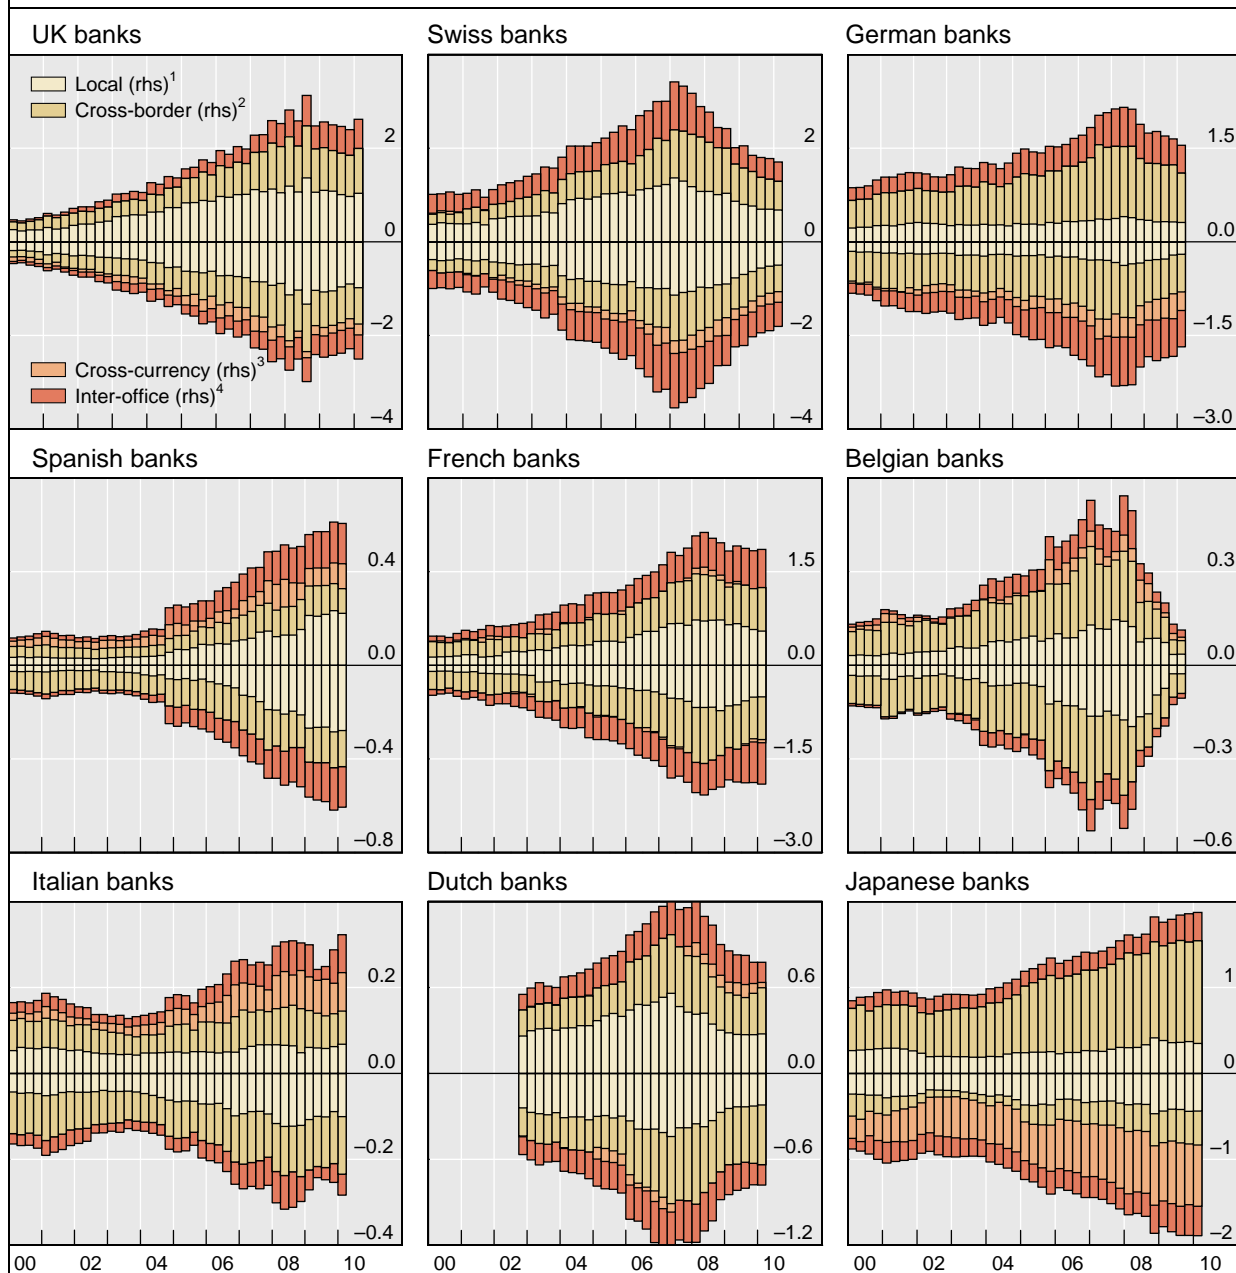 UK banks
Swiss banks
German banks
Local (rhs)¹
Cross-border (rhs)²
Cross-currency (rhs)³
Inter-office (rhs)⁴
2
0
–2
–4
2
0
–2
–4
1.5
0.0
–1.5
–3.0
Spanish banks
French banks
Belgian banks
0.4
0.0
–0.4
–0.8
1.5
0.0
–1.5
–3.0
0.3
0.0
–0.3
–0.6
Italian banks
Dutch banks
Japanese banks
0.2
0.0
–0.2
–0.4
0.6
0.0
–0.6
–1.2
1
0
–1
–2
00 02 04 06 08 10
00 02 04 06 08 10
00 02 04 06 08 10